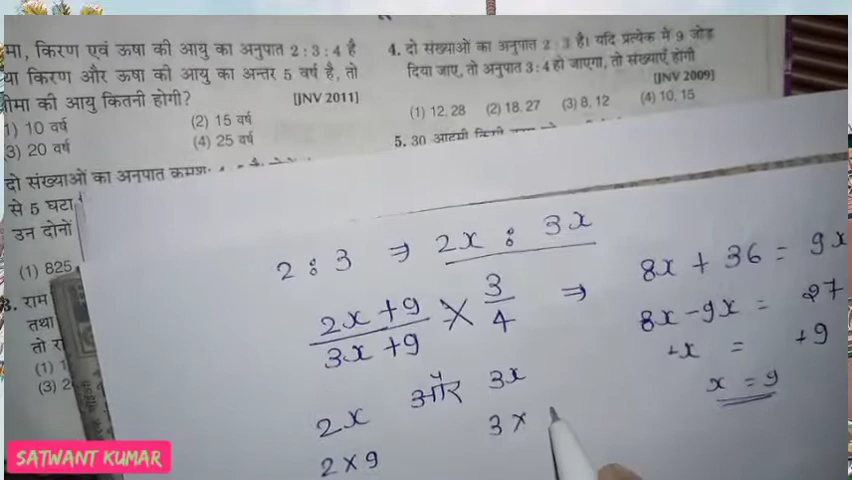 किरण एवं ऊषा की आयु का अनुपात 2 : 3 : 4 है
किरण और ऊषा की आयु का अन्तर 5 वर्ष है, तो
की आयु कितनी होगी? [JNV 2011]
1) 10 वर्ष (2) 15 वर्ष
(3) 20 वर्ष (4) 25 वर्ष
दो संख्याओं का अनुपात क्रमशः
से 5 घटा
उन दोनों
(1) 825
राम
तथा
(1)
(3) 2
4. दो संख्याओं का अनुपात 2 : 3 है। यदि प्रत्येक में 9 जोड़
दिया जाए, तो अनुपात 3 : 4 हो जाएगा, तो संख्याएँ होंगी
[JNV 2009]
(1) 12, 28 (2) 18, 27 (3) 8, 12 (4) 10, 15
5. 30 आदमी किसी
2 : 3 ⇒ 2x : 3x
2x + 9 / 3x + 9 × 3 / 4 ⇒
8x + 36 = 9x
8x - 9x = 27
+x = +9
x = 9
2x और 3x
2 × 9 3 ×
SATWANT KUMAR